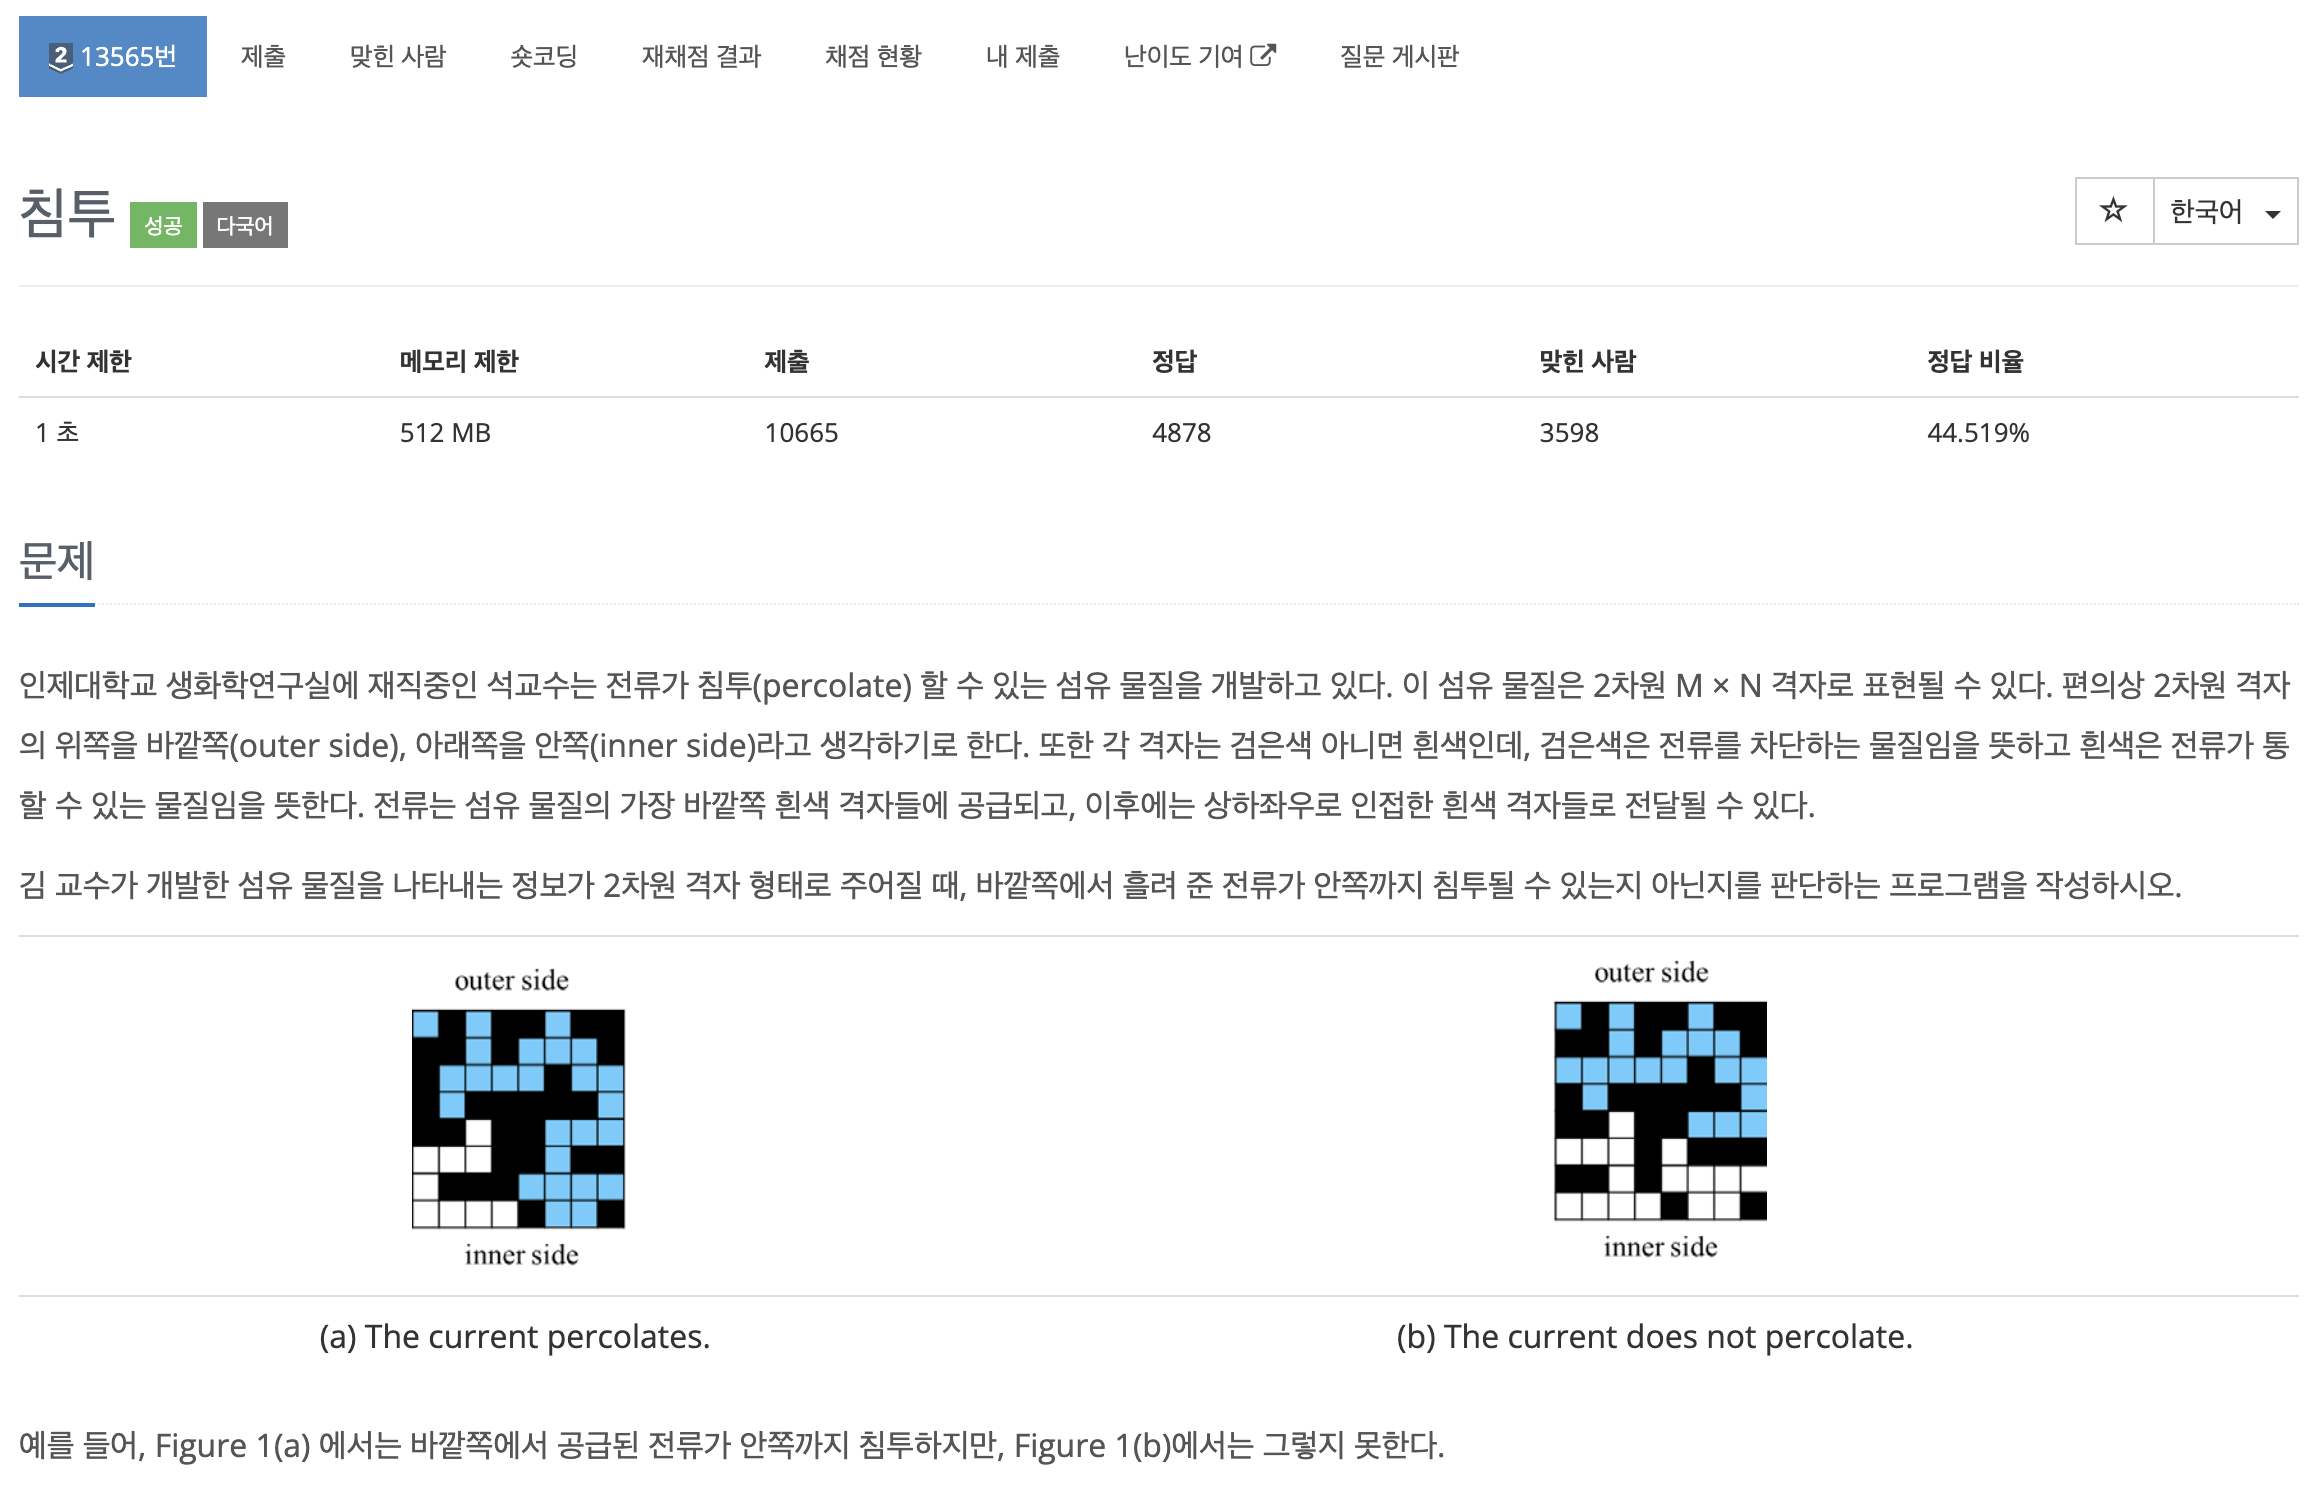 2 13565번 제출 맞힌 사람 숏코딩 재채점 결과 채점 현황 내 제출 난이도 기여 질문 게시판
침투 성공 다국어 ☆ 한국어
시간 제한 메모리 제한 제출 정답 맞힌 사람 정답 비율
1 초 512 MB 10665 4878 3598 44.519%
문제
인제대학교 생화학연구실에 재직중인 석교수는 전류가 침투(percolate) 할 수 있는 섬유 물질을 개발하고 있다. 이 섬유 물질은 2차원 M × N 격자로 표현될 수 있다. 편의상 2차원 격자
의 위쪽을 바깥쪽(outer side), 아래쪽을 안쪽(inner side)라고 생각하기로 한다. 또한 각 격자는 검은색 아니면 흰색인데, 검은색은 전류를 차단하는 물질임을 뜻하고 흰색은 전류가 통
할 수 있는 물질임을 뜻한다. 전류는 섬유 물질의 가장 바깥쪽 흰색 격자들에 공급되고, 이후에는 상하좌우로 인접한 흰색 격자들로 전달될 수 있다.
김 교수가 개발한 섬유 물질을 나타내는 정보가 2차원 격자 형태로 주어질 때, 바깥쪽에서 흘려 준 전류가 안쪽까지 침투될 수 있는지 아닌지를 판단하는 프로그램을 작성하시오.
outer side outer side
inner side inner side
(a) The current percolates. (b) The current does not percolate.
예를 들어, Figure 1(a) 에서는 바깥쪽에서 공급된 전류가 안쪽까지 침투하지만, Figure 1(b)에서는 그렇지 못한다.